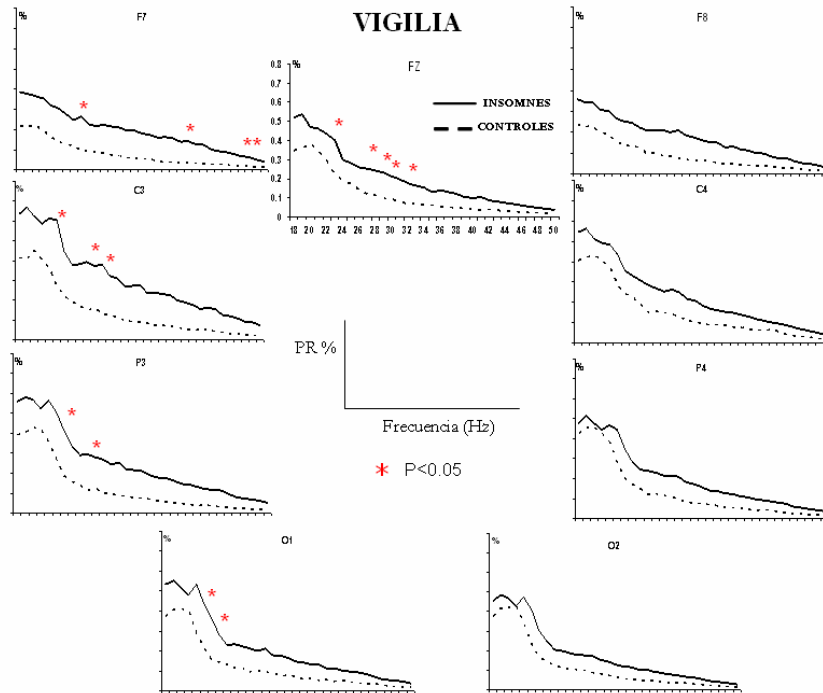 VIGILIA
% F7
% FZ
0.8
0.7
0.6
0.5
0.4
0.3
0.2
0.1
0
18 20 22 24 26 28 30 32 34 36 38 40 42 44 46 48 50
INSOMNES
CONTROLES
% F8
% C3
% C4
PR %
Frecuencia (Hz)
* P<0.05
% P3
% P4
% O1
% O2